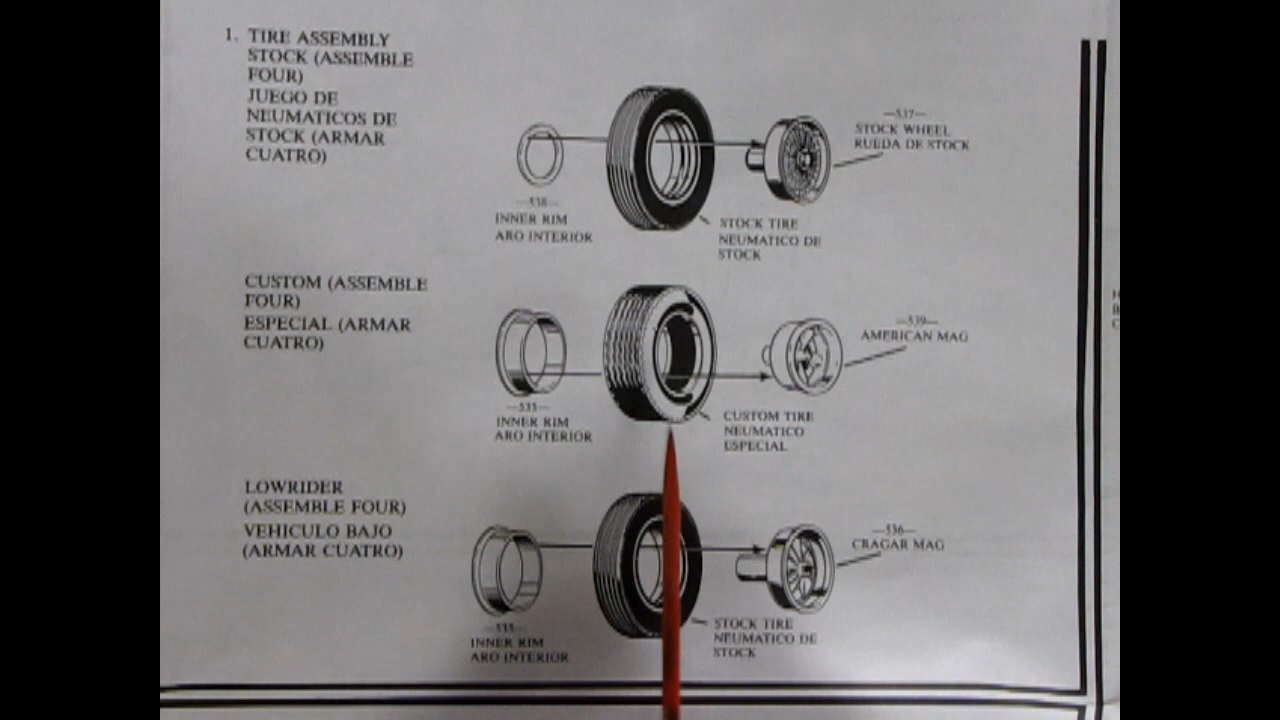 1. TIRE ASSEMBLY
STOCK (ASSEMBLE
FOUR)
JUEGO DE
NEUMATICOS DE
STOCK (ARMAR
CUATRO)
—538—
INNER RIM
ARO INTERIOR
STOCK TIRE
NEUMATICO DE
STOCK
—537—
STOCK WHEEL
RUEDA DE STOCK
CUSTOM (ASSEMBLE
FOUR)
ESPECIAL (ARMAR
CUATRO)
—535—
INNER RIM
ARO INTERIOR
CUSTOM TIRE
NEUMATICO
ESPECIAL
—539—
AMERICAN MAG
LOWRIDER
(ASSEMBLE FOUR)
VEHICULO BAJO
(ARMAR CUATRO)
—535—
INNER RIM
ARO INTERIOR
STOCK TIRE
NEUMATICO DE
STOCK
—536—
CRAGAR MAG